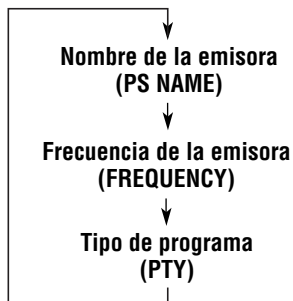 Nombre de la emisora
(PS NAME)
Frecuencia de la emisora
(FREQUENCY)
Tipo de programa
(PTY)